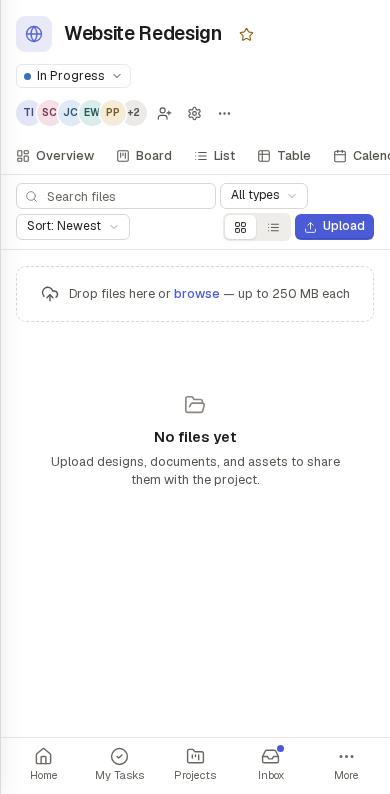 Website Redesign
In Progress
TI SC JC EW PP +2
Overview Board List Table
Search files All types
Sort: Newest Upload
Drop files here or browse — up to 250 MB each
No files yet
Upload designs, documents, and assets to share
them with the project.
Home My Tasks Projects Inbox More